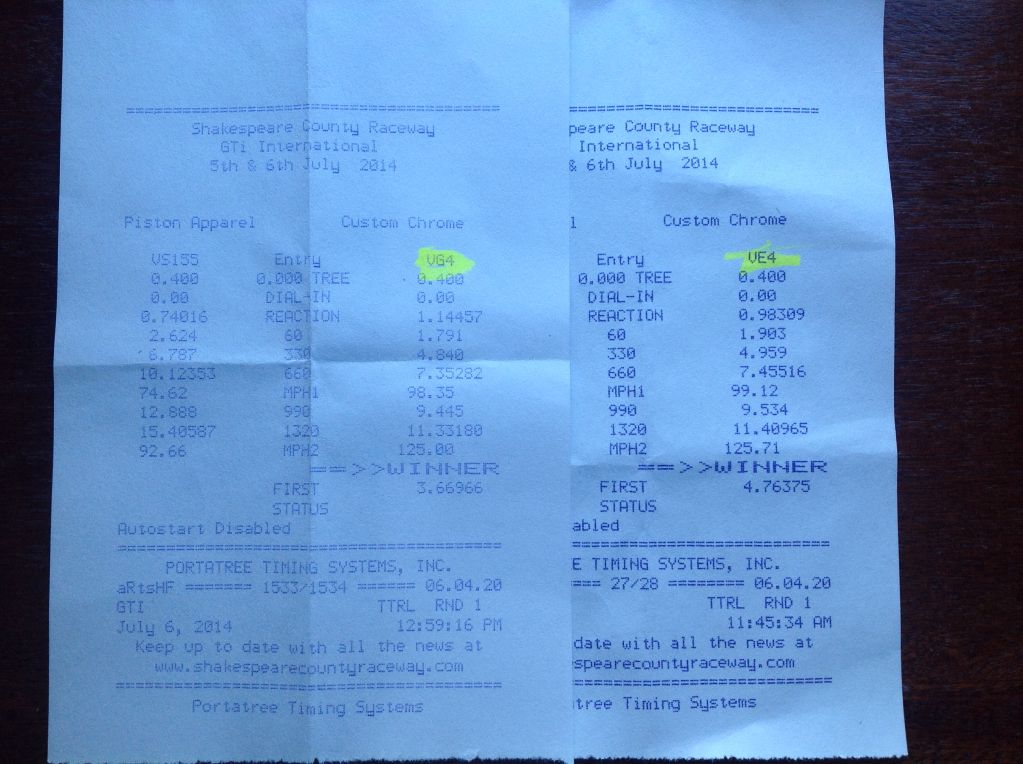 ====================================
Shakespeare County Raceway
GTi International
5th & 6th July 2014
Piston Apparel Custom Chrome
VS155 Entry VG4
0.400 0.000 TREE 0.400
0.00 DIAL-IN 0.00
0.74016 REACTION 1.14457
2.624 60 1.791
6.787 330 4.840
10.12353 660 7.35282
74.62 MPH1 98.35
12.888 990 9.445
15.40587 1320 11.33180
92.66 MPH2 125.00
==>>WINNER
FIRST 3.66966
STATUS
Autostart Disabled
====================================
PORTATREE TIMING SYSTEMS, INC.
aRtsHF ======= 1533/1534 ====== 06.04.20
GTI TTRL RND 1
July 6, 2014 12:59:16 PM
Keep up to date with all the news at
www.shakespearecountyraceway.com
====================================
Portatree Timing Systems
========================
peare County Raceway
International
& 6th July 2014
l Custom Chrome
Entry VE4
0.000 TREE 0.400
DIAL-IN 0.00
REACTION 0.98309
60 1.903
330 4.959
660 7.45516
MPH1 99.12
990 9.534
1320 11.40965
MPH2 125.71
==>>WINNER
FIRST 4.76375
STATUS
abled
========================
E TIMING SYSTEMS, INC.
=== 27/28 ======== 06.04.20
TTRL RND 1
11:45:34 AM
date with all the news at
spearecountyraceway.com
========================
tree Timing Systems